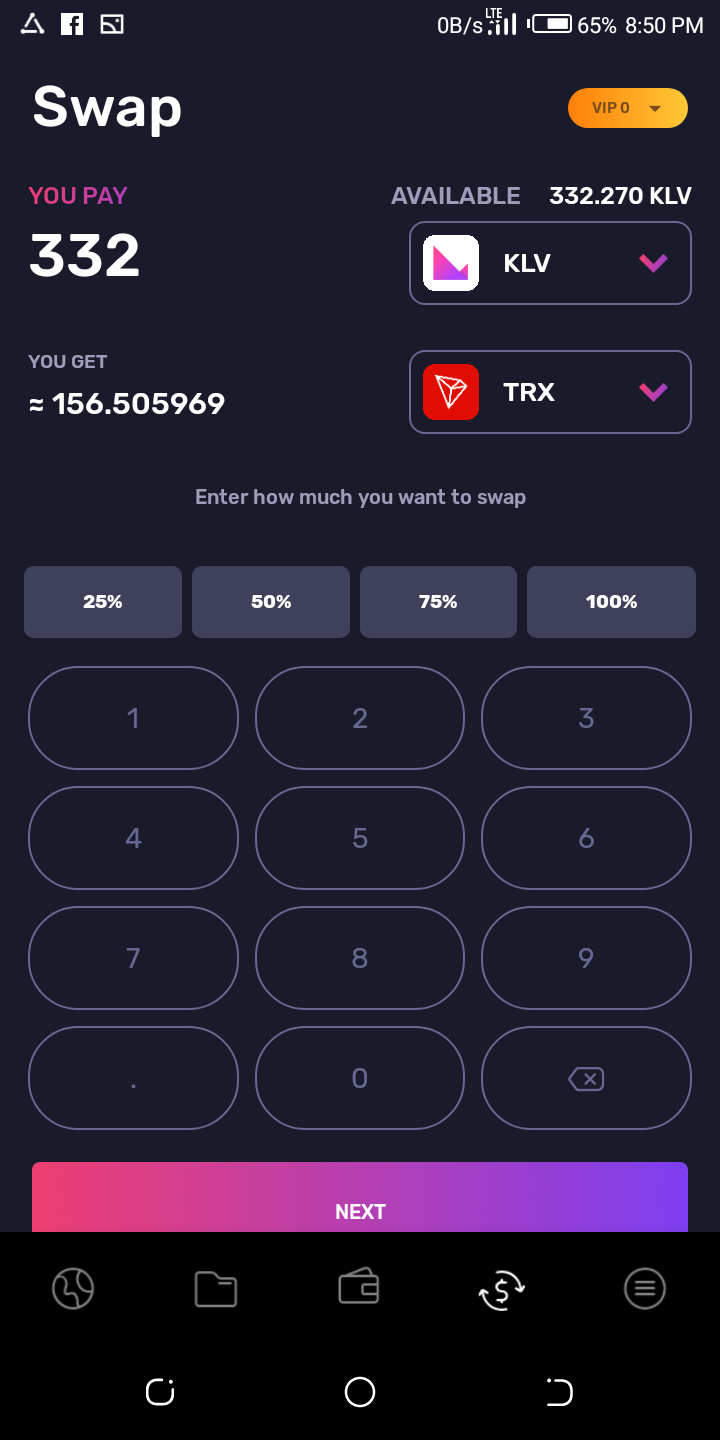 0B/s LTE 65% 8:50 PM
Swap
VIP 0
YOU PAY
AVAILABLE 332.270 KLV
332
KLV
YOU GET
≈ 156.505969
TRX
Enter how much you want to swap
25% 50% 75% 100%
1 2 3
4 5 6
7 8 9
. 0
NEXT